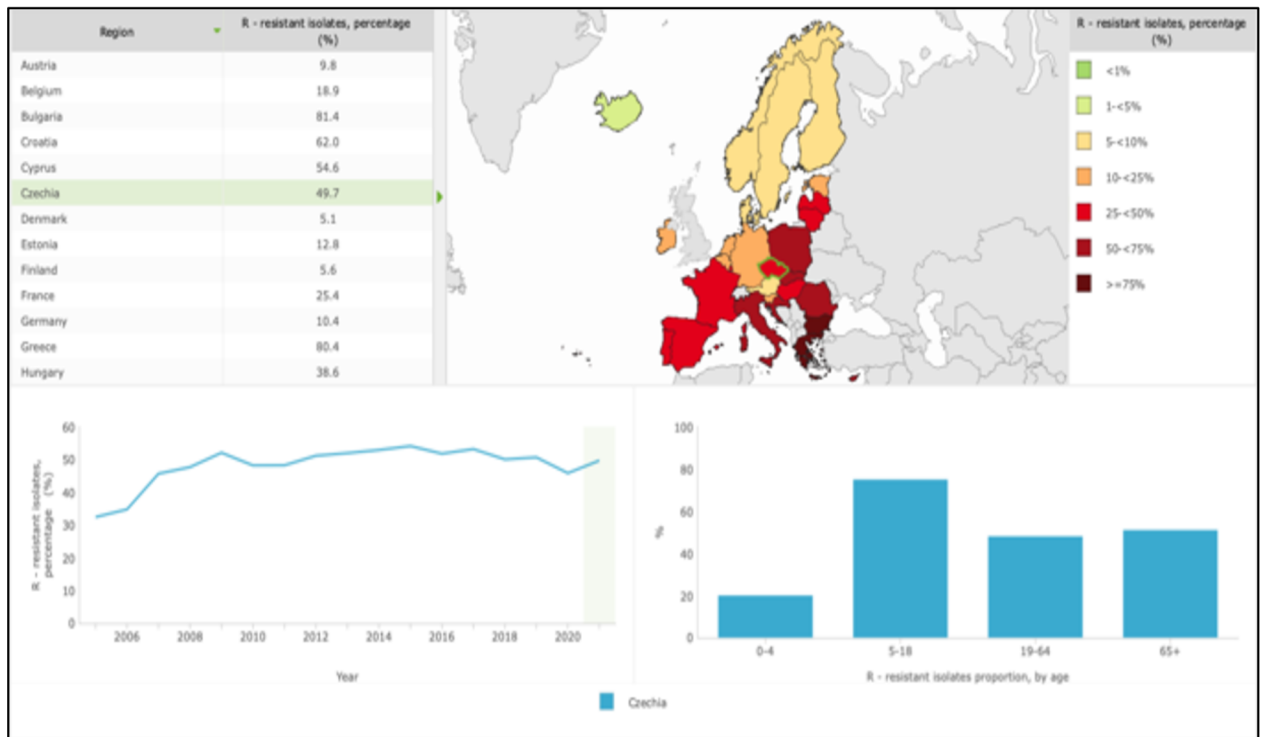 Region
R - resistant isolates, percentage
(%)
Austria 9.8
Belgium 18.9
Bulgaria 81.4
Croatia 62.0
Cyprus 54.6
Czechia 49.7
Denmark 5.1
Estonia 12.8
Finland 5.6
France 25.4
Germany 10.4
Greece 80.4
Hungary 38.6
R - resistant isolates, percentage
(%)
<1%
1-<5%
5-<10%
10-<25%
25-<50%
50-<75%
>=75%
R - resistant isolates,
percentage (%)
60
50
40
30
20
10
0
2006 2008 2010 2012 2014 2016 2018 2020
Year
%
100
80
60
40
20
0
0-4 5-18 19-64 65+
R - resistant isolates proportion, by age
Czechia